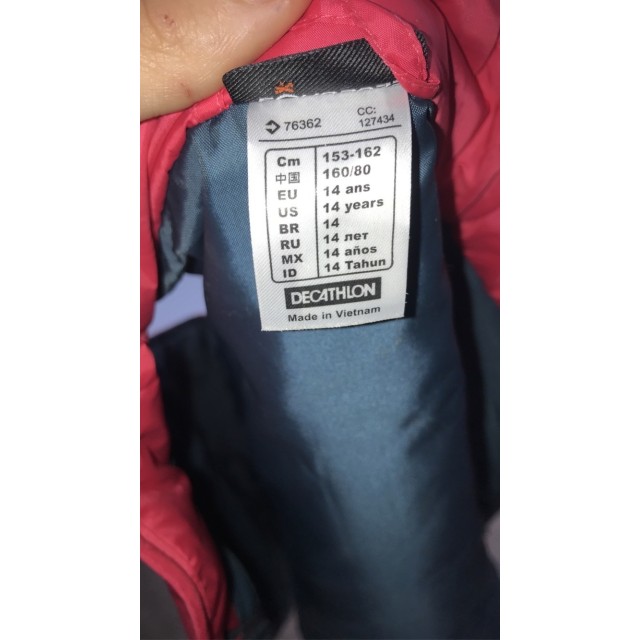 76362
CC:
127434
Cm 153-162
中国 160/80
EU 14 ans
US 14 years
BR 14
RU 14 лет
MX 14 años
ID 14 Tahun
DECATHLON
Made in Vietnam